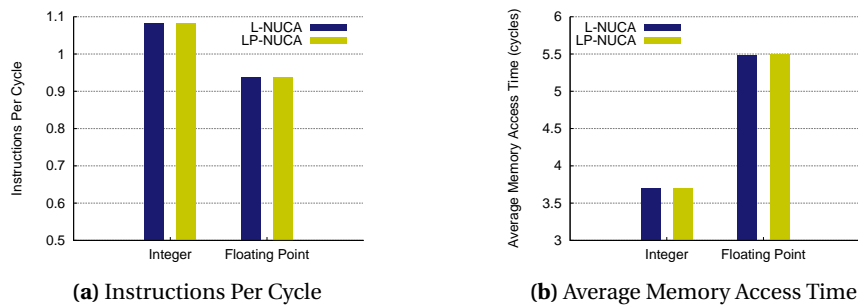 1.1
1
0.9
0.8
0.7
0.6
0.5
Instructions Per Cycle
L-NUCA
LP-NUCA
Integer
Floating Point
(a) Instructions Per Cycle
6
5.5
5
4.5
4
3.5
3
Average Memory Access Time (cycles)
L-NUCA
LP-NUCA
Integer
Floating Point
(b) Average Memory Access Time